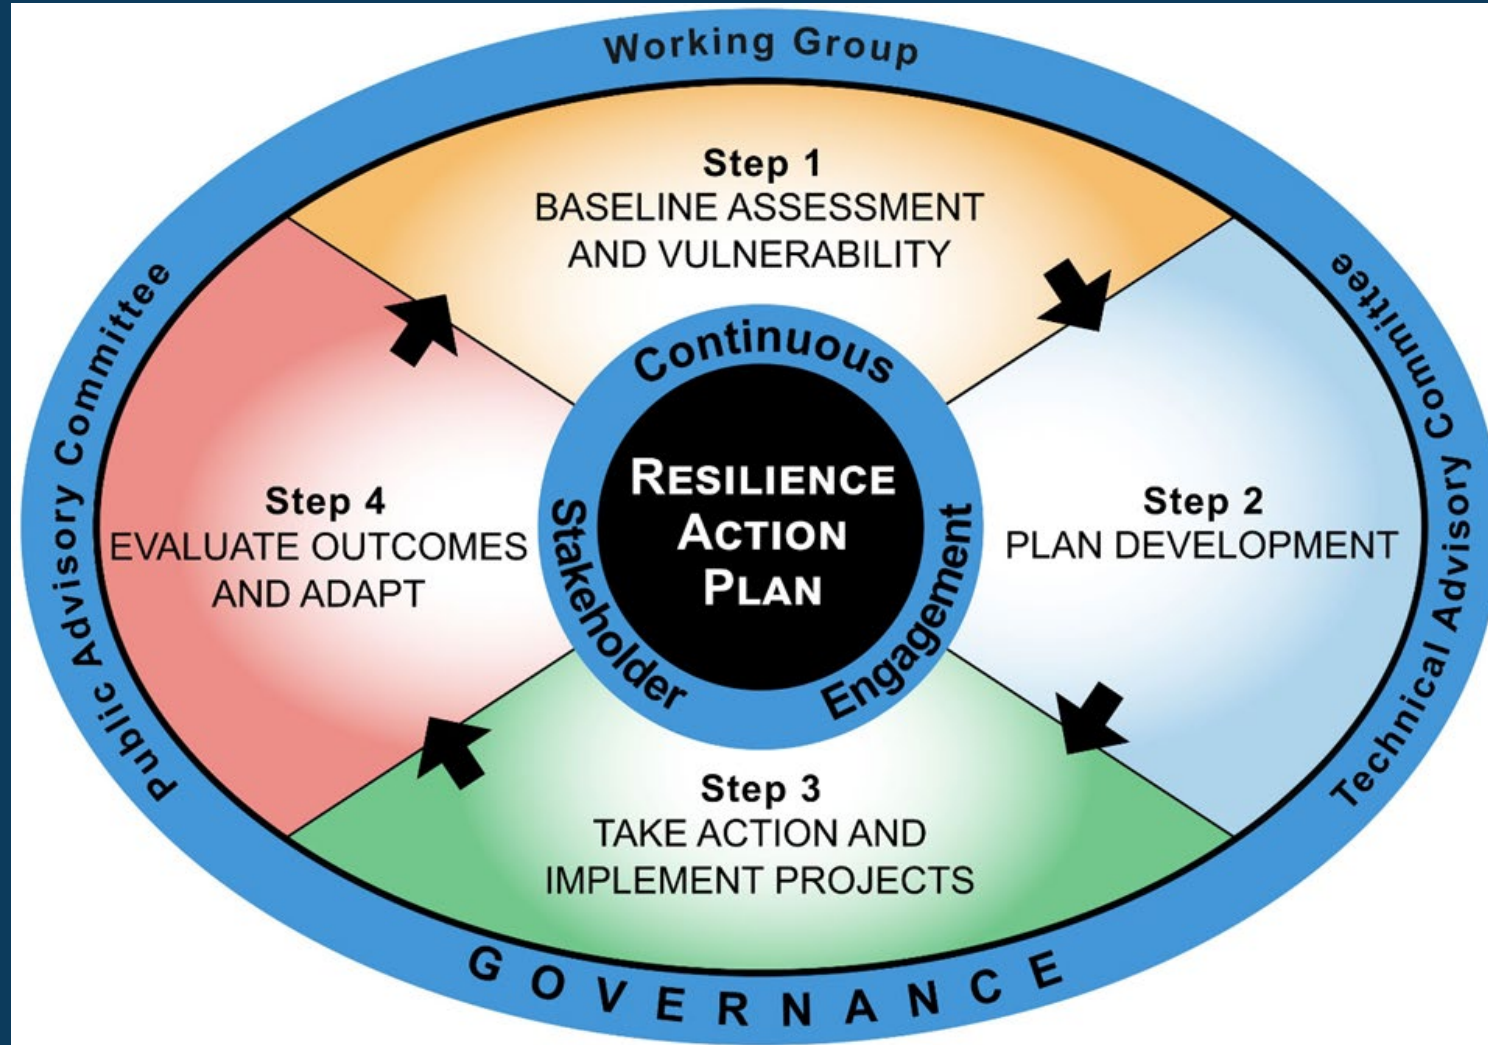 Working Group
Step 1
BASELINE ASSESSMENT
AND VULNERABILITY
Public Advisory Committee
Technical Advisory Committee
Continuous
Stakeholder
Engagement
RESILIENCE
ACTION
PLAN
Step 4
EVALUATE OUTCOMES
AND ADAPT
Step 2
PLAN DEVELOPMENT
Step 3
TAKE ACTION AND
IMPLEMENT PROJECTS
GOVERNANCE